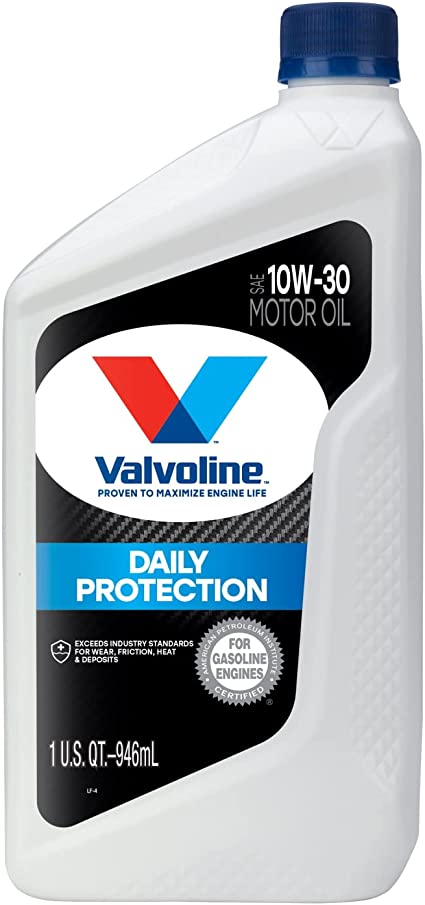 SAE 10W-30
MOTOR OIL
Valvoline™
PROVEN TO MAXIMIZE ENGINE LIFE
DAILY
PROTECTION
EXCEEDS INDUSTRY STANDARDS
FOR WEAR, FRICTION, HEAT
& DEPOSITS
AMERICAN PETROLEUM INSTITUTE
FOR
GASOLINE
ENGINES
CERTIFIED
®
1 U.S. QT.–946mL
LF-4